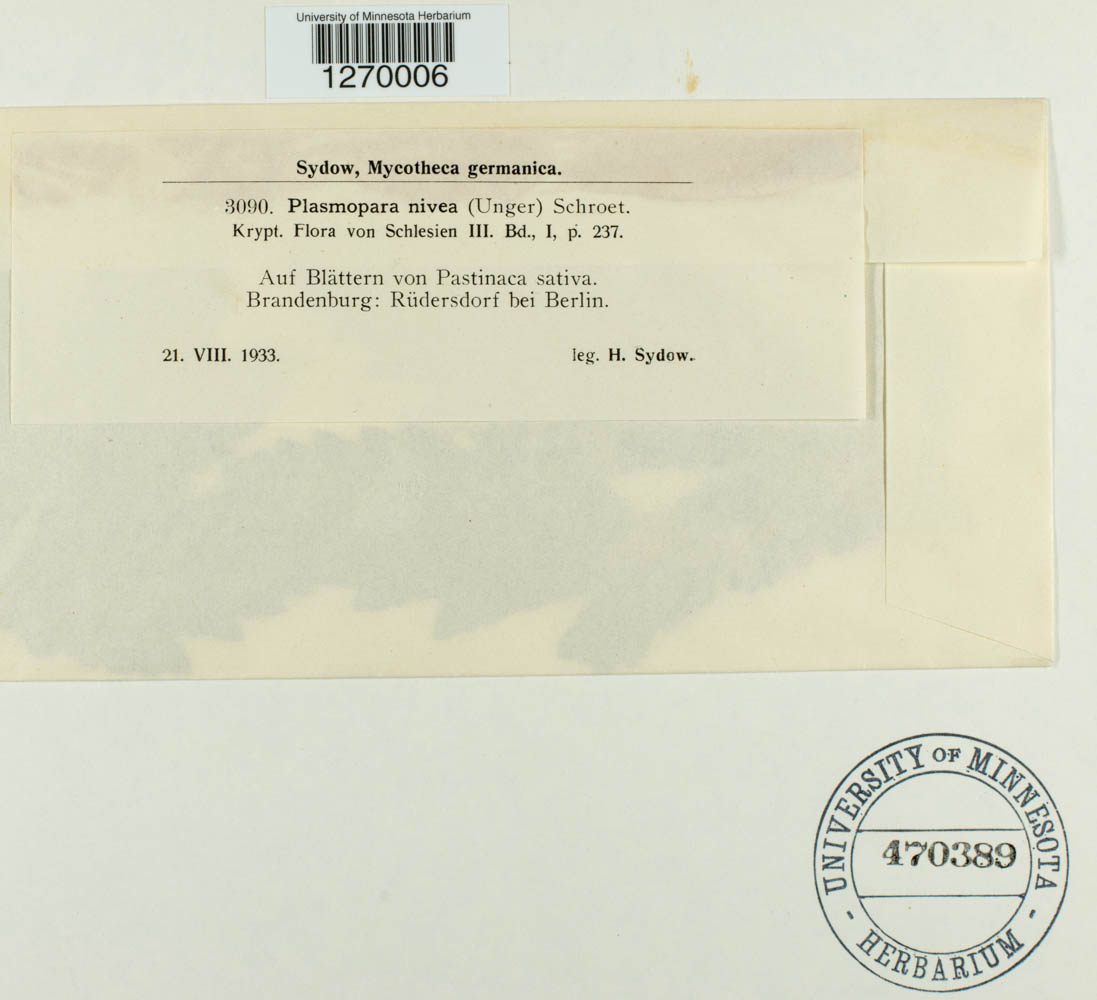 University of Minnesota Herbarium
1270006
Sydow, Mycotheca germanica.
3090. Plasmopara nivea (Unger) Schroet.
Krypt. Flora von Schlesien III. Bd., I, p. 237.
Auf Blättern von Pastinaca sativa.
Brandenburg: Rüdersdorf bei Berlin.
21. VIII. 1933. leg. H. Sydow.
UNIVERSITY OF MINNESOTA
470389
- HERBARIUM -